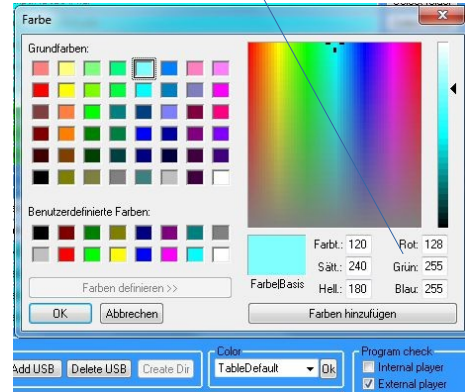 Farbe
Grundfarben:
Benutzerdefinierte Farben:
Farben definieren >>
OK
Abbrechen
Farbe|Basis
Farbt.: 120
Sätt.: 240
Hell.: 180
Rot: 128
Grün: 255
Blau: 255
Farben hinzufügen
Add USB
Delete USB
Create Dir
Color
TableDefault
Ok
Program check
Internal player
External player